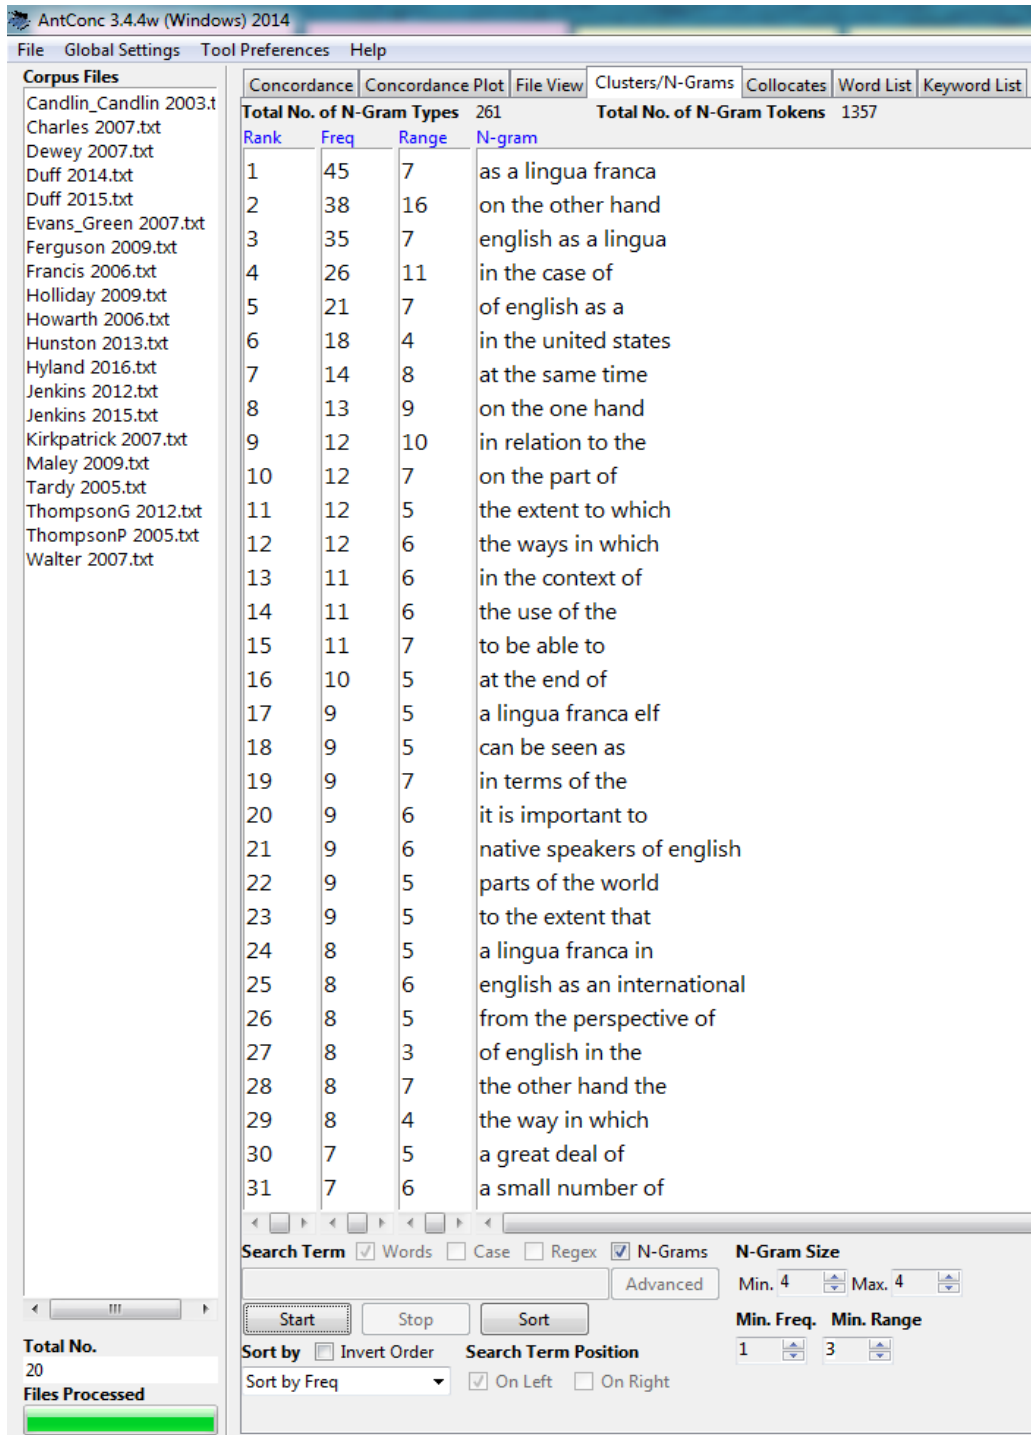 AntConc 3.4.4w (Windows) 2014
File Global Settings Tool Preferences Help
Corpus Files
Candlin_Candlin 2003.t
Charles 2007.txt
Dewey 2007.txt
Duff 2014.txt
Duff 2015.txt
Evans_Green 2007.txt
Ferguson 2009.txt
Francis 2006.txt
Holliday 2009.txt
Howarth 2006.txt
Hunston 2013.txt
Hyland 2016.txt
Jenkins 2012.txt
Jenkins 2015.txt
Kirkpatrick 2007.txt
Maley 2009.txt
Tardy 2005.txt
ThompsonG 2012.txt
ThompsonP 2005.txt
Walter 2007.txt
Total No.
20
Files Processed
Concordance Concordance Plot File View Clusters/N-Grams Collocates Word List Keyword List
Total No. of N-Gram Types 261 Total No. of N-Gram Tokens 1357
Rank Freq Range N-gram
1 45 7 as a lingua franca
2 38 16 on the other hand
3 35 7 english as a lingua
4 26 11 in the case of
5 21 7 of english as a
6 18 4 in the united states
7 14 8 at the same time
8 13 9 on the one hand
9 12 10 in relation to the
10 12 7 on the part of
11 12 5 the extent to which
12 12 6 the ways in which
13 11 6 in the context of
14 11 6 the use of the
15 11 7 to be able to
16 10 5 at the end of
17 9 5 a lingua franca elf
18 9 5 can be seen as
19 9 7 in terms of the
20 9 6 it is important to
21 9 6 native speakers of english
22 9 5 parts of the world
23 9 5 to the extent that
24 8 5 a lingua franca in
25 8 6 english as an international
26 8 5 from the perspective of
27 8 3 of english in the
28 8 7 the other hand the
29 8 4 the way in which
30 7 5 a great deal of
31 7 6 a small number of
Search Term Words Case Regex N-Grams N-Gram Size
Advanced Min. 4 Max. 4
Start Stop Sort Min. Freq. Min. Range
Sort by Invert Order Search Term Position 1 3
Sort by Freq On Left On Right